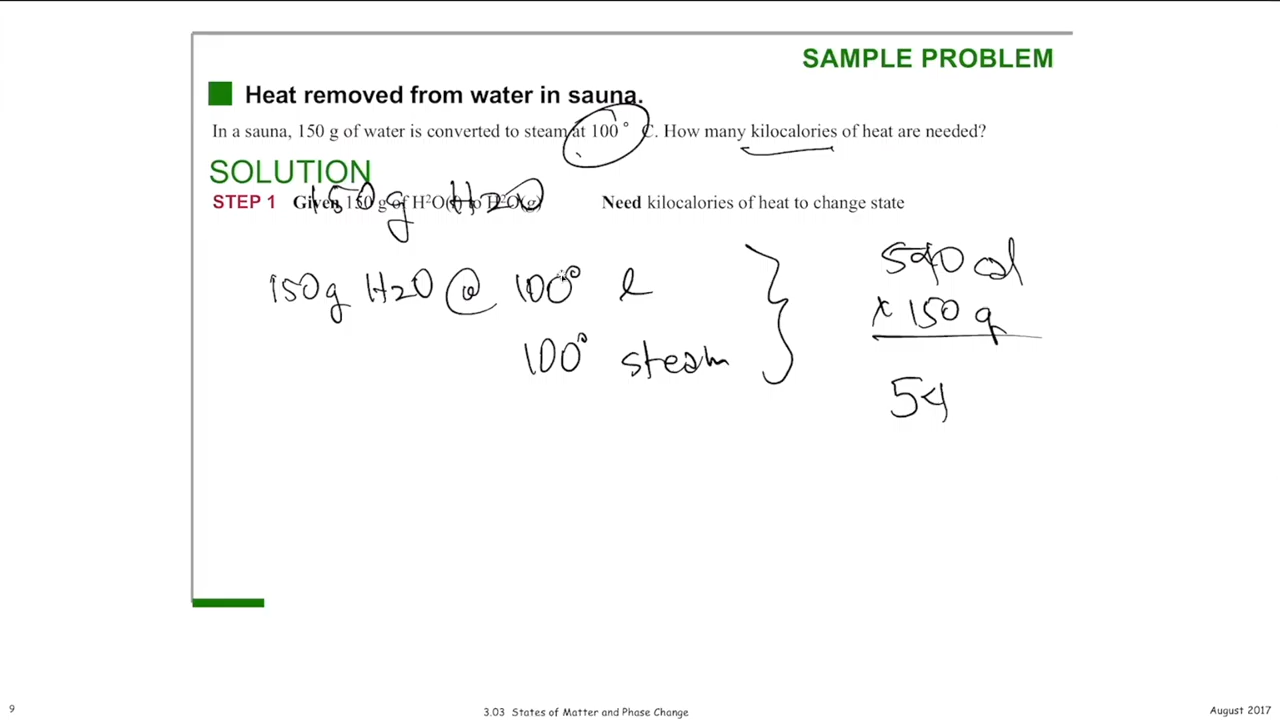 SAMPLE PROBLEM
Heat removed from water in sauna.
In a sauna, 150 g of water is converted to steam at 100° C. How many kilocalories of heat are needed?
SOLUTION
150g H2O
STEP 1 Given 150 g of H²O(l) to H²O(g) Need kilocalories of heat to change state
150g H2O @ 100° l
100° steam
540 cal
x 150 g
54
9
3.03 States of Matter and Phase Change
August 2017